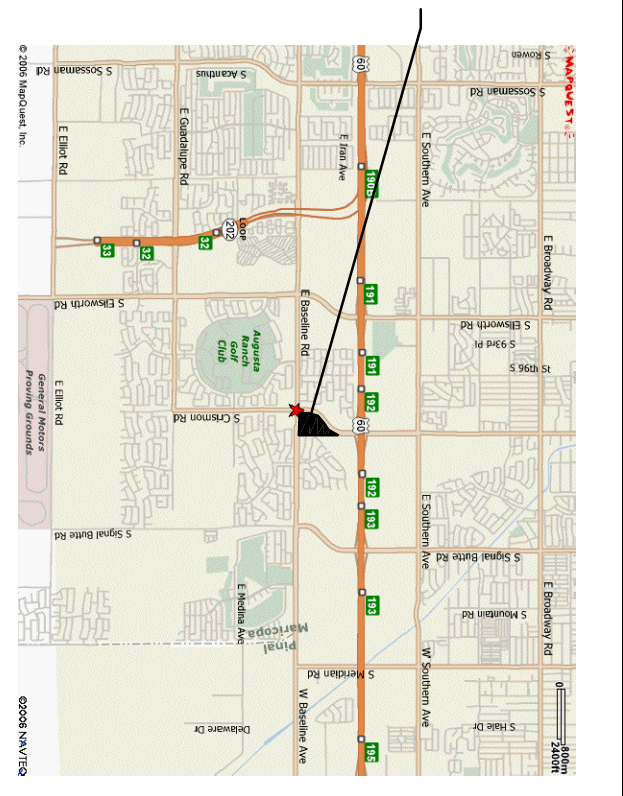 MAPQUEST®
0
800m
2400ft
E Broadway Rd
E Broadway Rd
S Rowen
S Sossaman Rd
S Ellsworth Rd
S 93rd Pl
S 96th St
S Signal Butte Rd
S Mountain Rd
S Hale Dr
E Southern Ave
E Southern Ave
W Southern Ave
60
190B
191
191
192
60
192
193
193
195
E Iran Ave
S Meridian Rd
E Baseline Rd
W Baseline Ave
Maricopa
Pinal
LOOP
202
S Acanthus
Augusta
Ranch
Golf
Club
E Medina Ave
Delaware Dr
32
32
33
E Guadalupe Rd
S Crismon Rd
S Sossaman Rd
S Ellsworth Rd
S Signal Butte Rd
E Elliot Rd
E Elliot Rd
General Motors
Proving Grounds
© 2006 MapQuest, Inc.
©2006 NAVTEQ